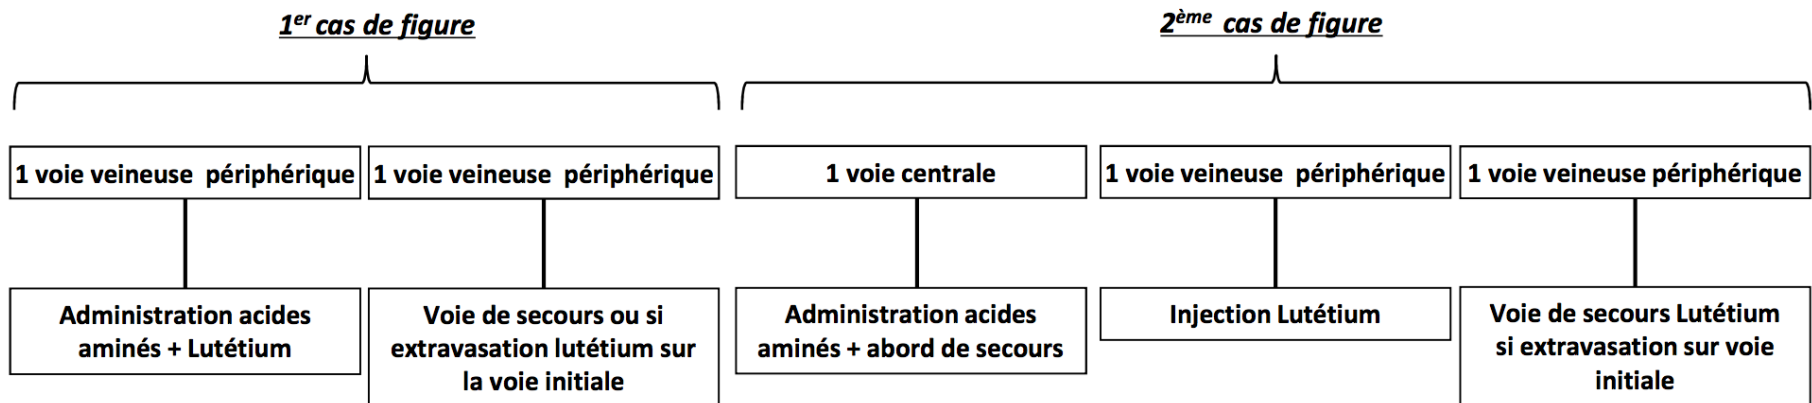 1er cas de figure
2ème cas de figure
1 voie veineuse périphérique
1 voie veineuse périphérique
1 voie centrale
1 voie veineuse périphérique
1 voie veineuse périphérique
Administration acides
aminés + Lutétium
Voie de secours ou si
extravasation lutétium sur
la voie initiale
Administration acides
aminés + abord de secours
Injection Lutétium
Voie de secours Lutétium
si extravasation sur voie
initiale